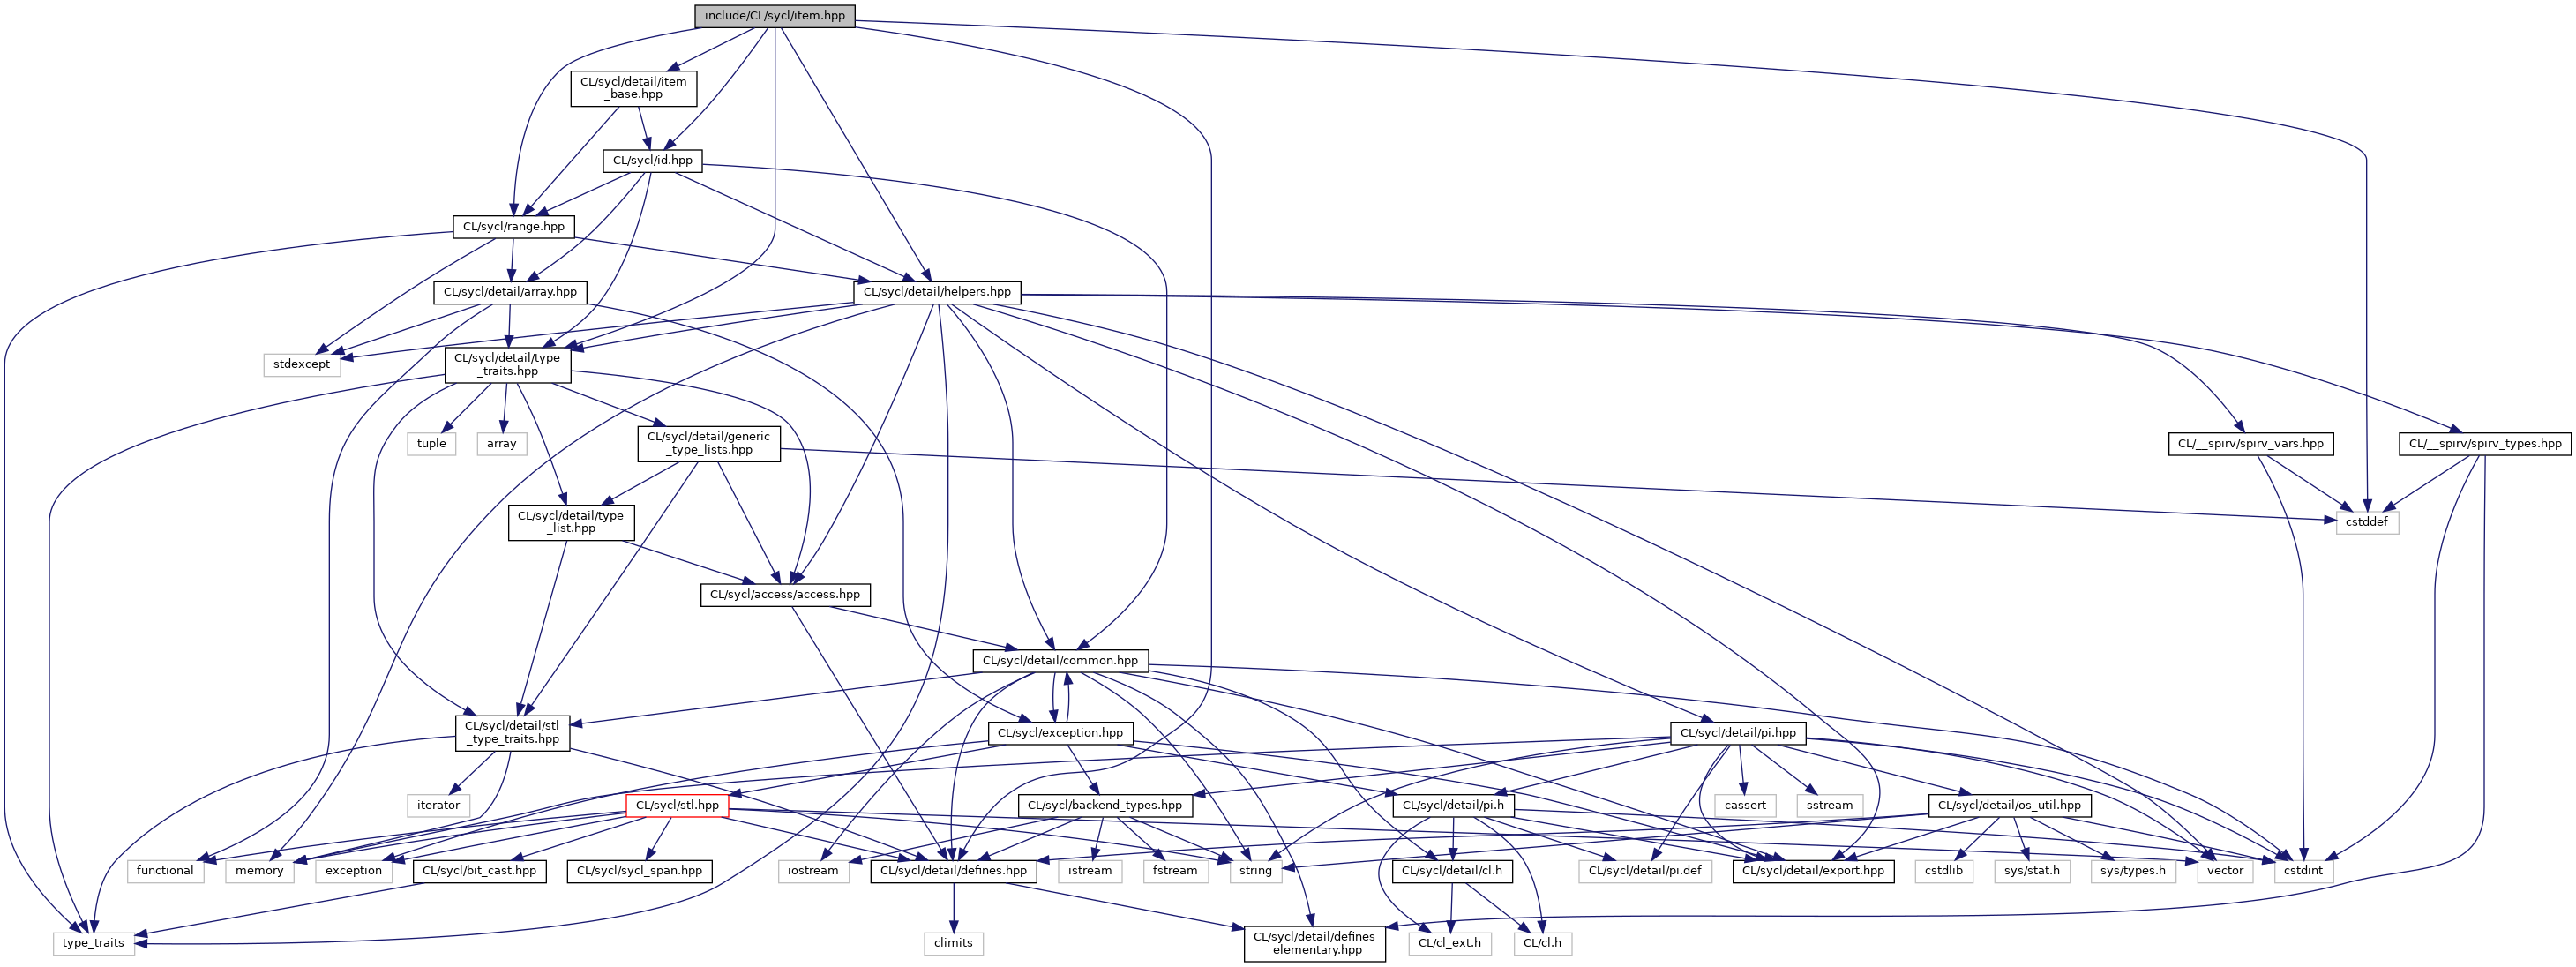 include/CL/sycl/item.hpp
CL/sycl/detail/item
_base.hpp
CL/sycl/id.hpp
CL/sycl/range.hpp
CL/sycl/detail/array.hpp
CL/sycl/detail/helpers.hpp
stdexcept
CL/sycl/detail/type
_traits.hpp
tuple
array
CL/sycl/detail/generic
_type_lists.hpp
CL/__spirv/spirv_vars.hpp
CL/__spirv/spirv_types.hpp
CL/sycl/detail/type
_list.hpp
cstddef
CL/sycl/access/access.hpp
CL/sycl/detail/common.hpp
CL/sycl/detail/stl
_type_traits.hpp
CL/sycl/exception.hpp
CL/sycl/detail/pi.hpp
iterator
CL/sycl/stl.hpp
CL/sycl/backend_types.hpp
CL/sycl/detail/pi.h
cassert
sstream
CL/sycl/detail/os_util.hpp
functional
memory
exception
CL/sycl/bit_cast.hpp
CL/sycl/sycl_span.hpp
iostream
CL/sycl/detail/defines.hpp
istream
fstream
string
CL/sycl/detail/cl.h
CL/sycl/detail/pi.def
CL/sycl/detail/export.hpp
cstdlib
sys/stat.h
sys/types.h
vector
cstdint
type_traits
climits
CL/sycl/detail/defines
_elementary.hpp
CL/cl_ext.h
CL/cl.h